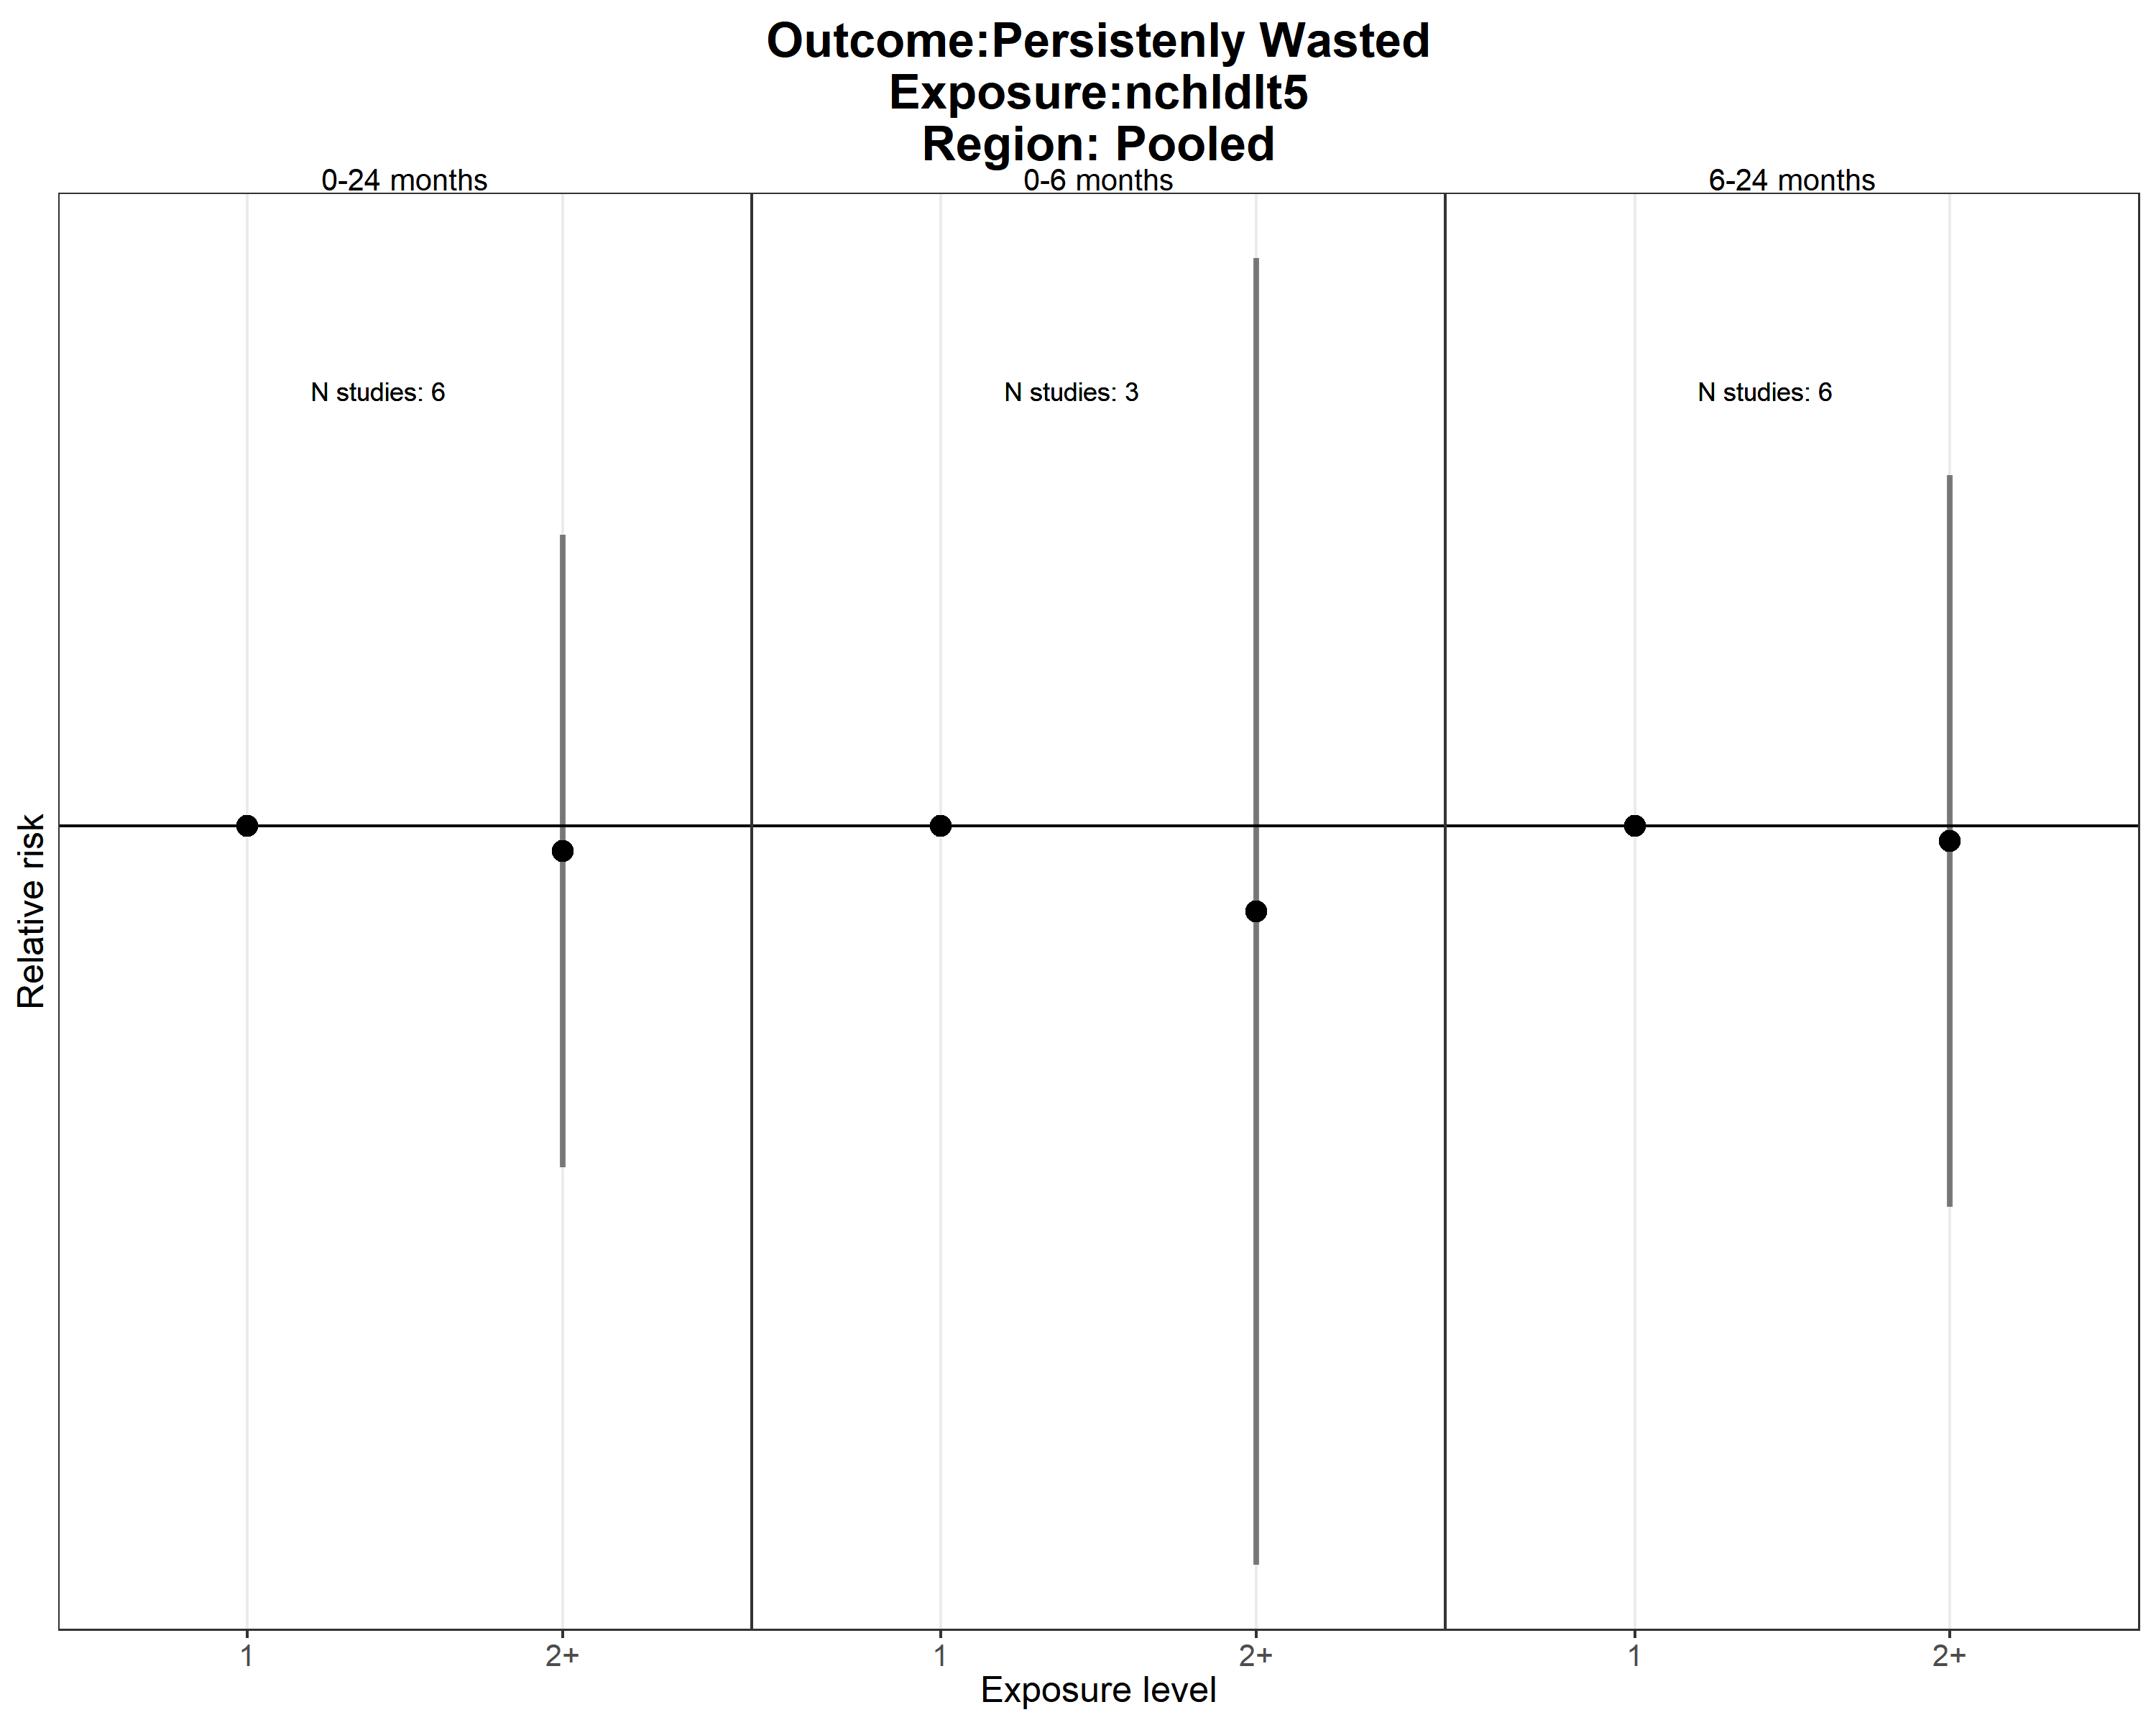 Outcome:Persistenly Wasted
Exposure:nchldlt5
Region: Pooled
0-24 months
0-6 months
6-24 months
N studies: 6
N studies: 3
N studies: 6
Relative risk
1
2+
1
2+
1
2+
Exposure level